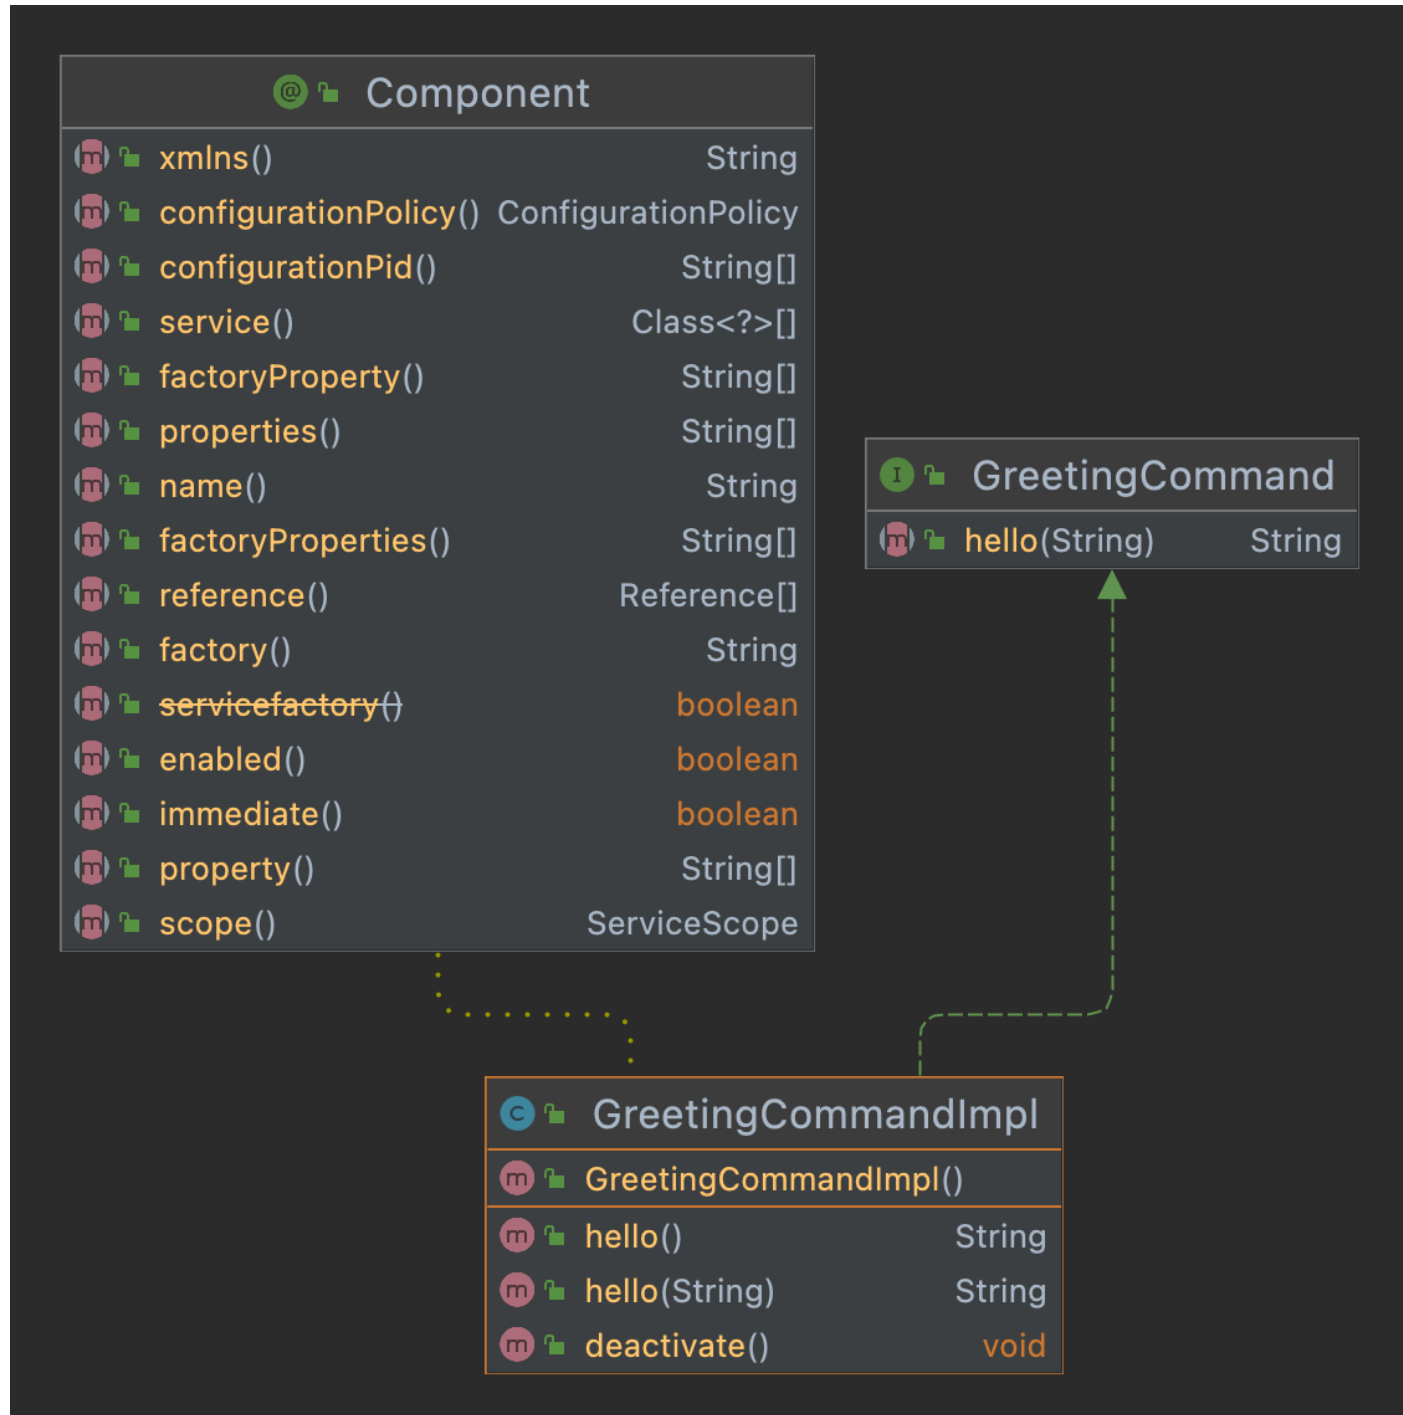 @ Component
m xmlns() String
m configurationPolicy() ConfigurationPolicy
m configurationPid() String[]
m service() Class<?>[]
m factoryProperty() String[]
m properties() String[]
m name() String
m factoryProperties() String[]
m reference() Reference[]
m factory() String
m servicefactory() boolean
m enabled() boolean
m immediate() boolean
m property() String[]
m scope() ServiceScope
I GreetingCommand
m hello(String) String
C GreetingCommandImpl
m GreetingCommandImpl()
m hello() String
m hello(String) String
m deactivate() void